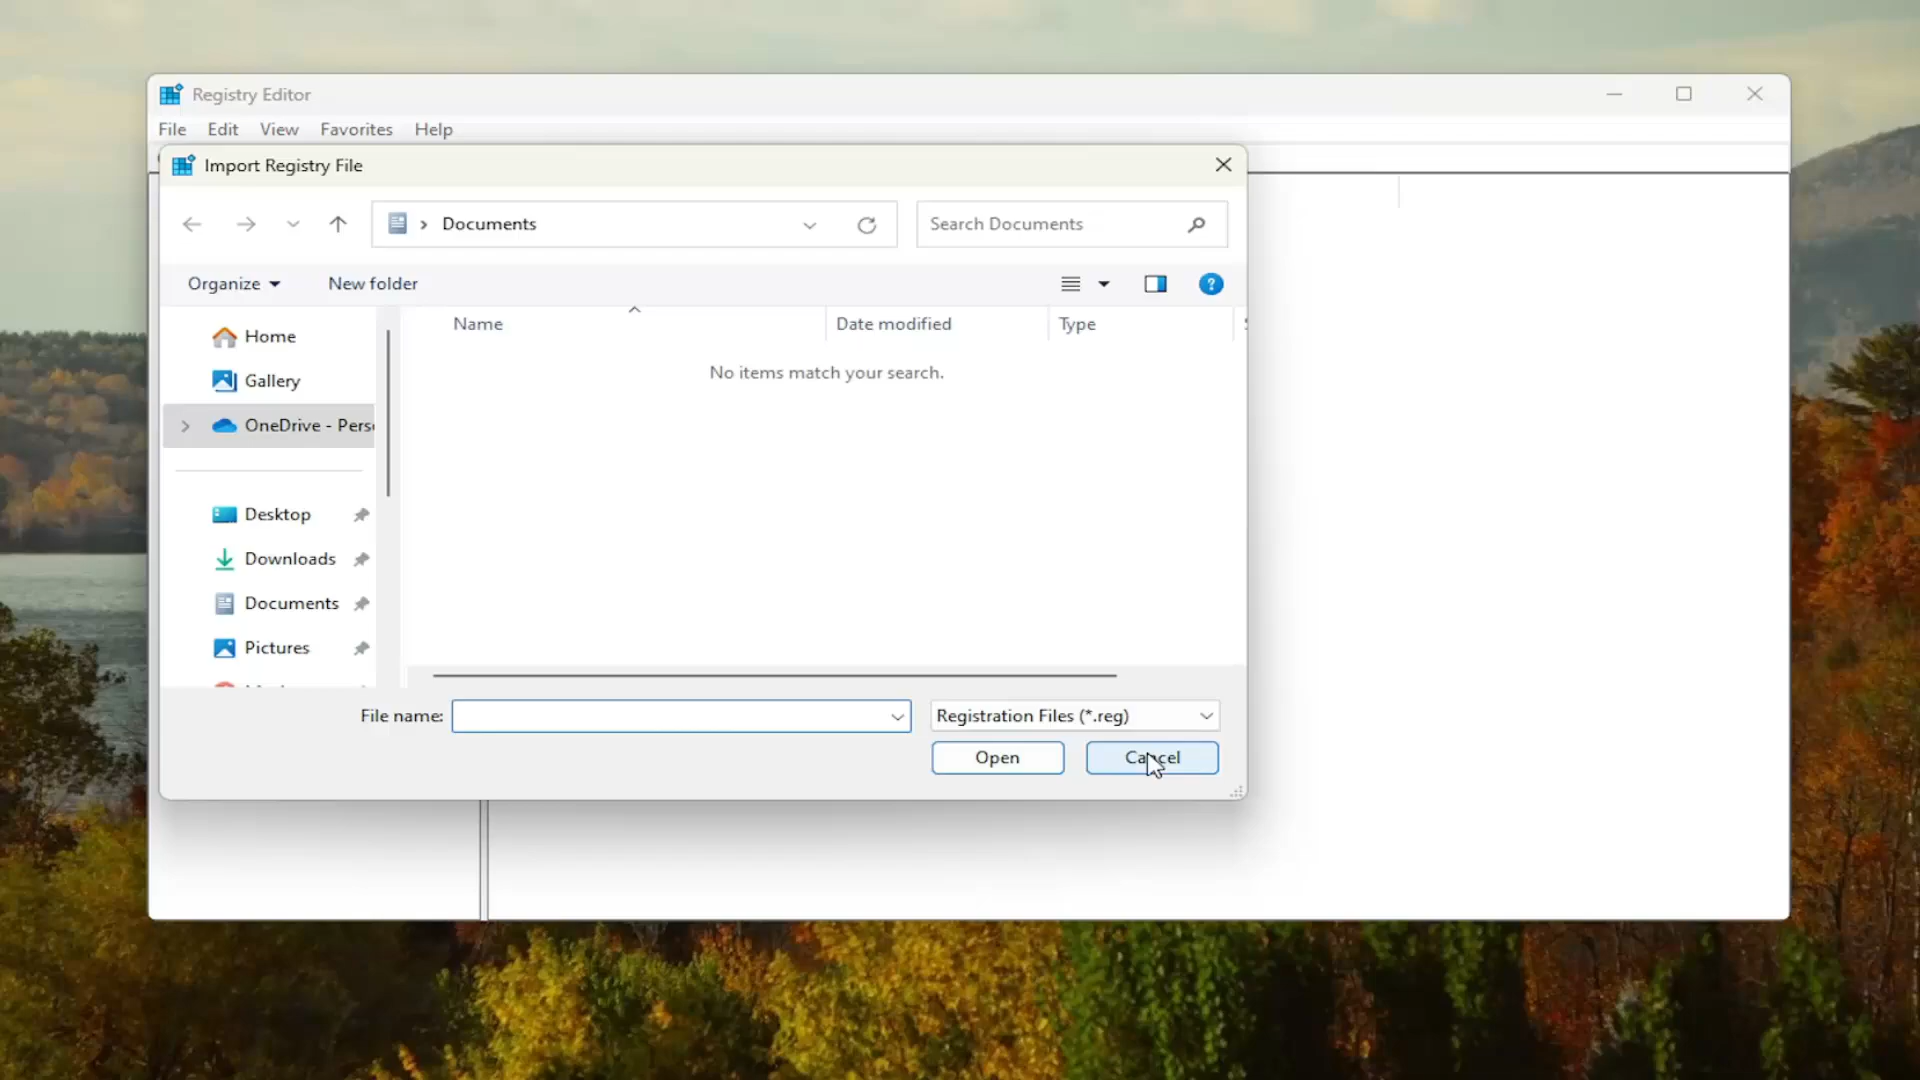 Registry Editor
File Edit View Favorites Help
Import Registry File
Documents
Search Documents
Organize
New folder
Name
Date modified
Type
Home
No items match your search.
Gallery
OneDrive - Pers
Desktop
Downloads
Documents
Pictures
File name:
Registration Files (*.reg)
Open
Cancel